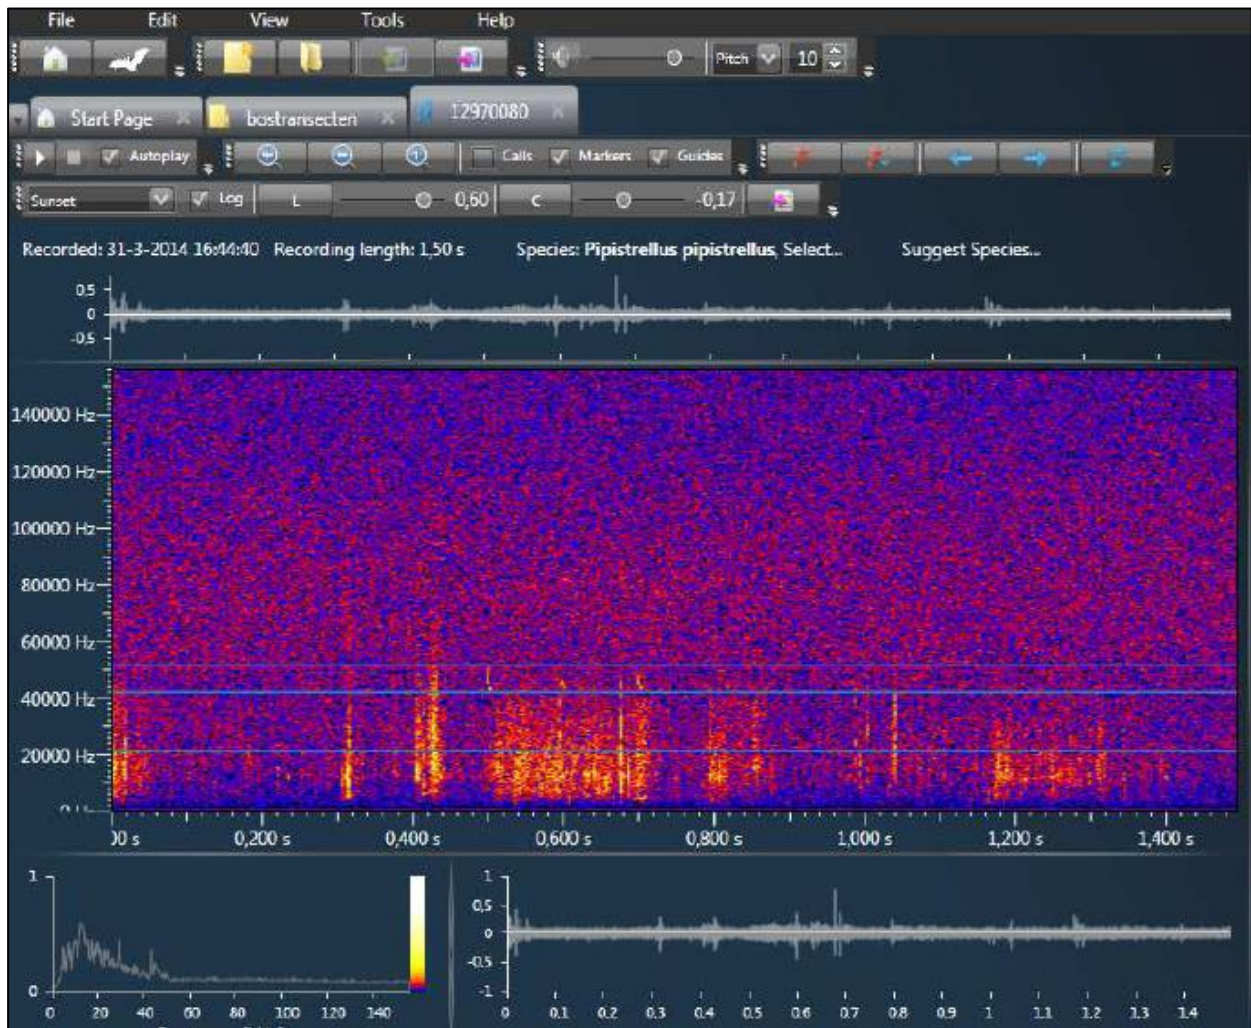 File Edit View Tools Help
Pitch 10
Start Page bostransecten 12970080
Autoplay Calls Markers Guides
Sunset Log L 0,60 C -0,17
Recorded: 31-3-2014 16:44:40 Recording length: 1,50 s Species: Pipistrellus pipistrellus, Select... Suggest Species...
0.5
0
-0,5
140000 Hz
120000 Hz
100000 Hz
80000 Hz
60000 Hz
40000 Hz
20000 Hz
00 s 0,200 s 0,400 s 0,600 s 0,800 s 1,000 s 1,200 s 1,400 s
1
0
0 20 40 60 80 100 120 140
1
0,5
0
-0.5
-1
0 0.1 0.2 0.3 0.4 0.5 0.6 0.7 0.8 0.9 1 1.1 1.2 1.3 1.4